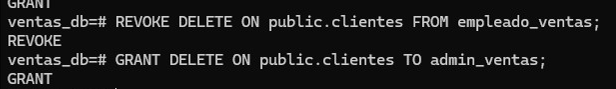 GRANT
ventas_db=# REVOKE DELETE ON public.clientes FROM empleado_ventas;
REVOKE
ventas_db=# GRANT DELETE ON public.clientes TO admin_ventas;
GRANT